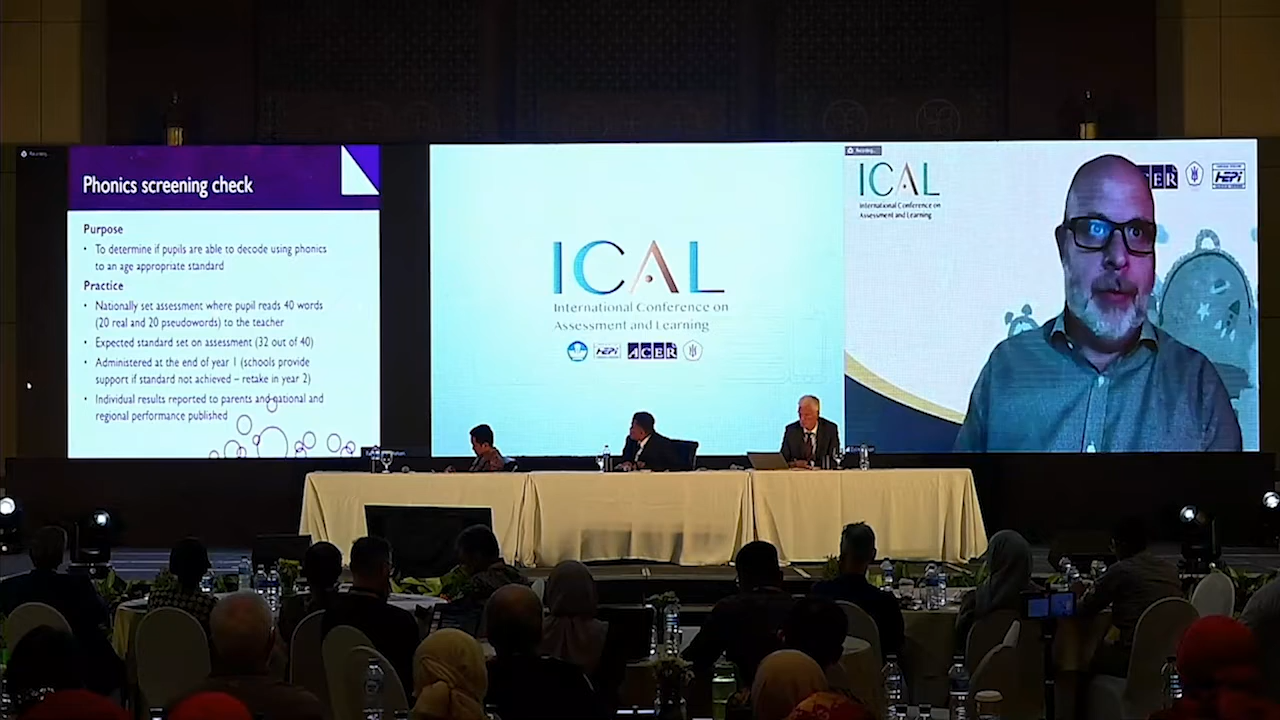 Phonics screening check
Purpose
• To determine if pupils are able to decode using phonics
to an age appropriate standard
Practice
• Nationally set assessment where pupil reads 40 words
(20 real and 20 pseudowords) to the teacher
• Expected standard set on assessment (32 out of 40)
• Administered at the end of year 1 (schools provide
support if standard not achieved – retake in year 2)
• Individual results reported to parents and national and
regional performance published
ICAL
International Conference on
Assessment and Learning
HEPI
ACER
ICAL
International Conference on
Assessment and Learning
HEPI